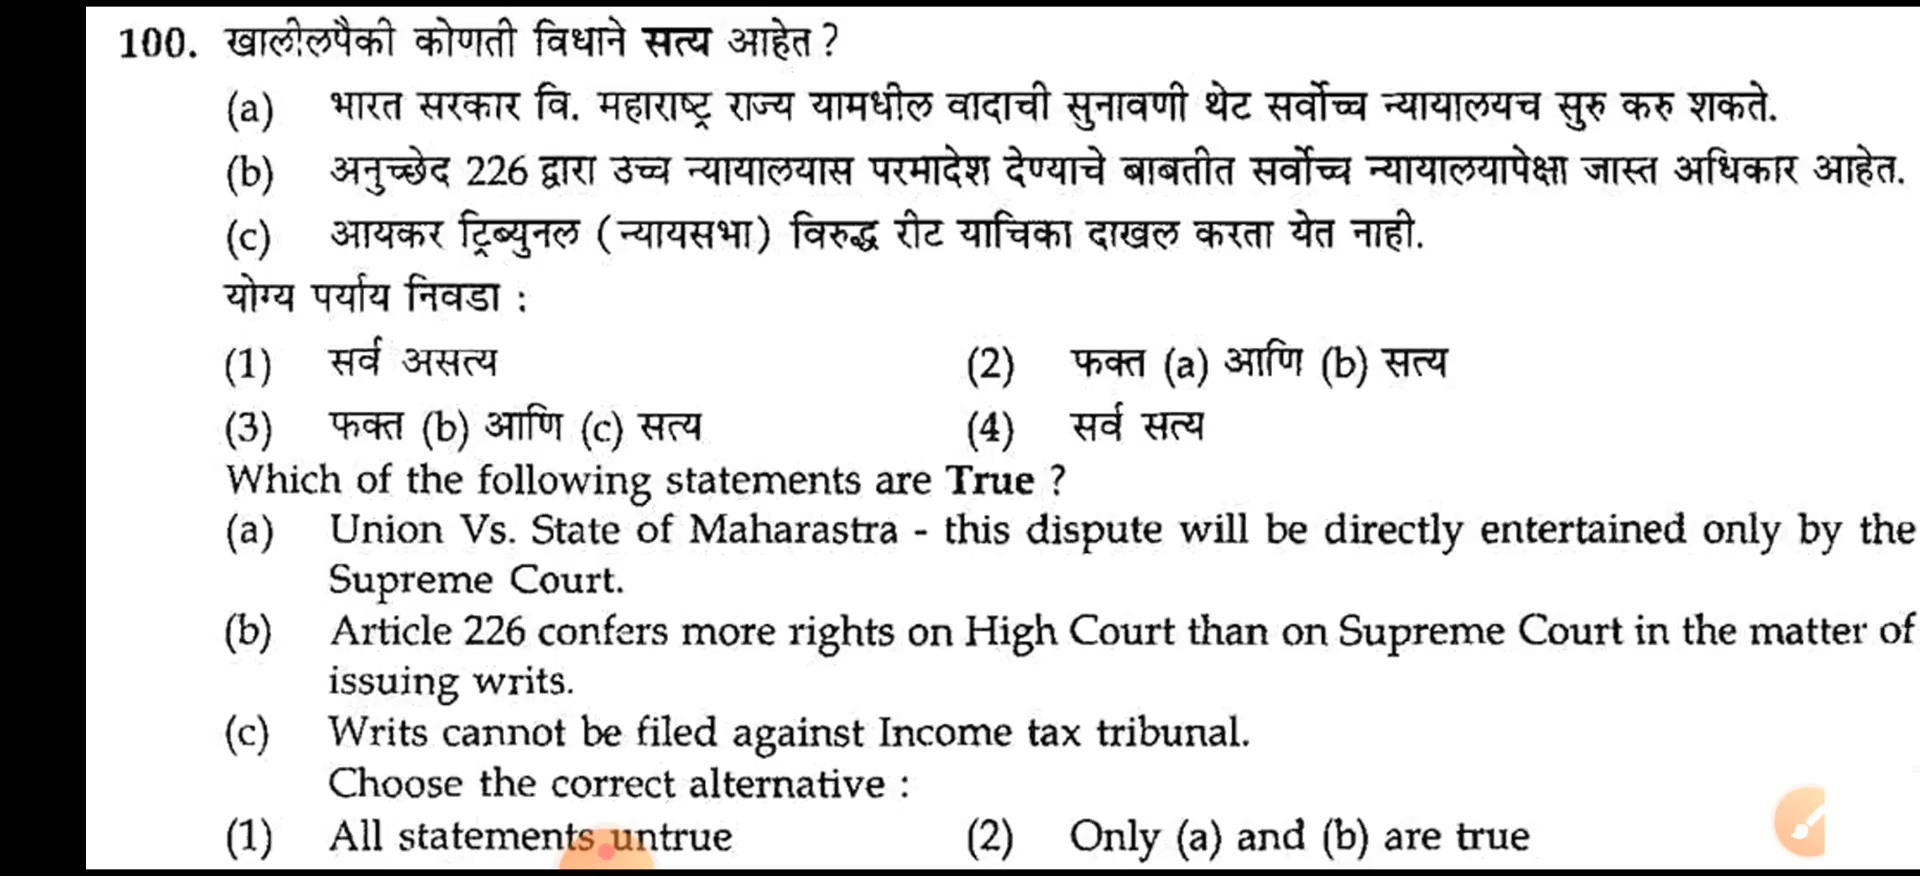 100. खालीलपैकी कोणती विधाने सत्य आहेत ?
(a) भारत सरकार वि. महाराष्ट्र राज्य यामधील वादाची सुनावणी थेट सर्वोच्च न्यायालयच सुरु करु शकते.
(b) अनुच्छेद 226 द्वारा उच्च न्यायालयास परमादेश देण्याचे बाबतीत सर्वोच्च न्यायालयापेक्षा जास्त अधिकार आहेत.
(c) आयकर ट्रिब्युनल (न्यायसभा) विरुद्ध रीट याचिका दाखल करता येत नाही.
योग्य पर्याय निवडा :
(1) सर्व असत्य (2) फक्त (a) आणि (b) सत्य
(3) फक्त (b) आणि (c) सत्य (4) सर्व सत्य
Which of the following statements are True ?
(a) Union Vs. State of Maharastra - this dispute will be directly entertained only by the
Supreme Court.
(b) Article 226 confers more rights on High Court than on Supreme Court in the matter of
issuing writs.
(c) Writs cannot be filed against Income tax tribunal.
Choose the correct alternative :
(1) All statements untrue (2) Only (a) and (b) are true